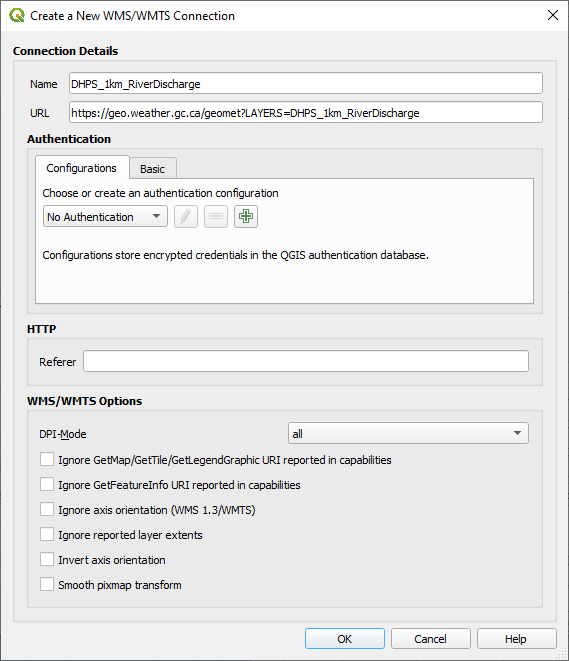 Create a New WMS/WMTS Connection
Connection Details
Name DHPS_1km_RiverDischarge
URL https://geo.weather.gc.ca/geomet?LAYERS=DHPS_1km_RiverDischarge
Authentication
Configurations Basic
Choose or create an authentication configuration
No Authentication
Configurations store encrypted credentials in the QGIS authentication database.
HTTP
Referer
WMS/WMTS Options
DPI-Mode all
Ignore GetMap/GetTile/GetLegendGraphic URI reported in capabilities
Ignore GetFeatureInfo URI reported in capabilities
Ignore axis orientation (WMS 1.3/WMTS)
Ignore reported layer extents
Invert axis orientation
Smooth pixmap transform
OK Cancel Help